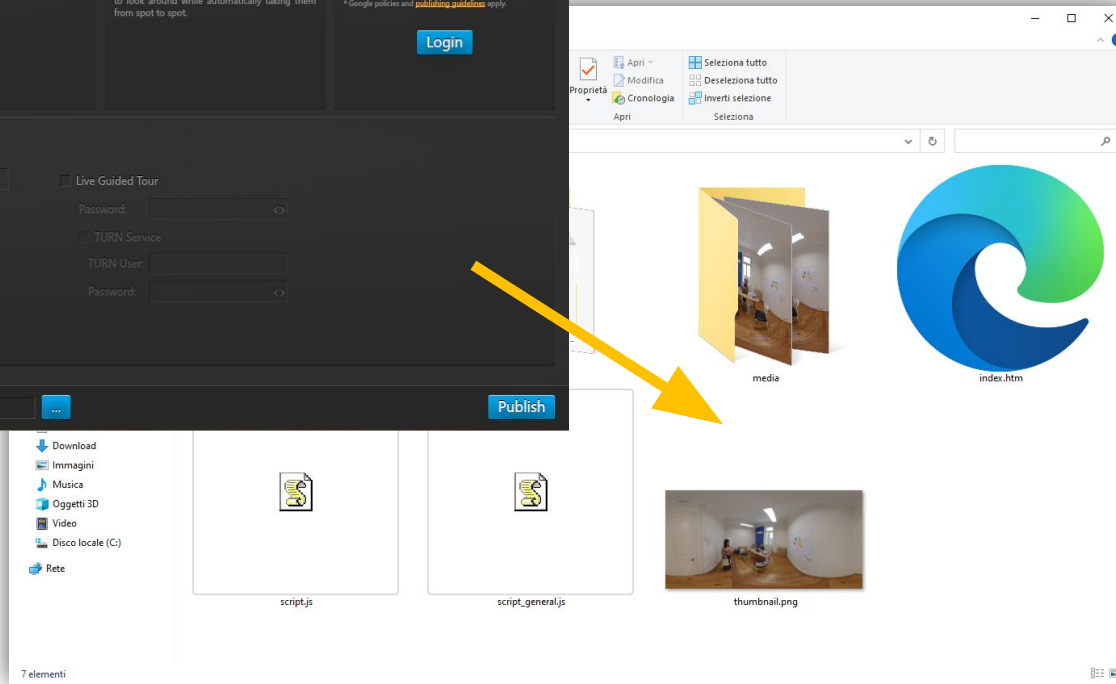 to look around while automatically taking them
from spot to spot.
* Google policies and publishing guidelines apply.
Login
Live Guided Tour
Password:
TURN Service
TURN User:
Password:
...
Publish
Proprietà
Apri
Modifica
Cronologia
Apri
Seleziona tutto
Deseleziona tutto
Inverti selezione
Seleziona
media
index.htm
Download
Immagini
Musica
Oggetti 3D
Video
Disco locale (C:)
Rete
script.js
script_general.js
thumbnail.png
7 elementi